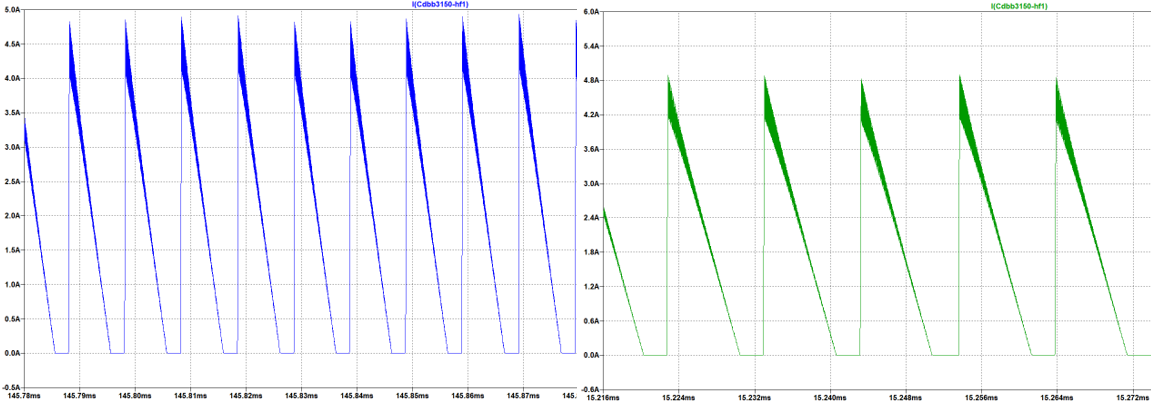 I(Cdbb3150-hf1)
5.0A
4.5A
4.0A
3.5A
3.0A
2.5A
2.0A
1.5A
1.0A
0.5A
0.0A
-0.5A
145.78ms 145.79ms 145.80ms 145.81ms 145.82ms 145.83ms 145.84ms 145.85ms 145.86ms 145.87ms 145.
I(Cdbb3150-hf1)
6.0A
5.4A
4.8A
4.2A
3.6A
3.0A
2.4A
1.8A
1.2A
0.6A
0.0A
-0.6A
15.216ms 15.224ms 15.232ms 15.240ms 15.248ms 15.256ms 15.264ms 15.272ms